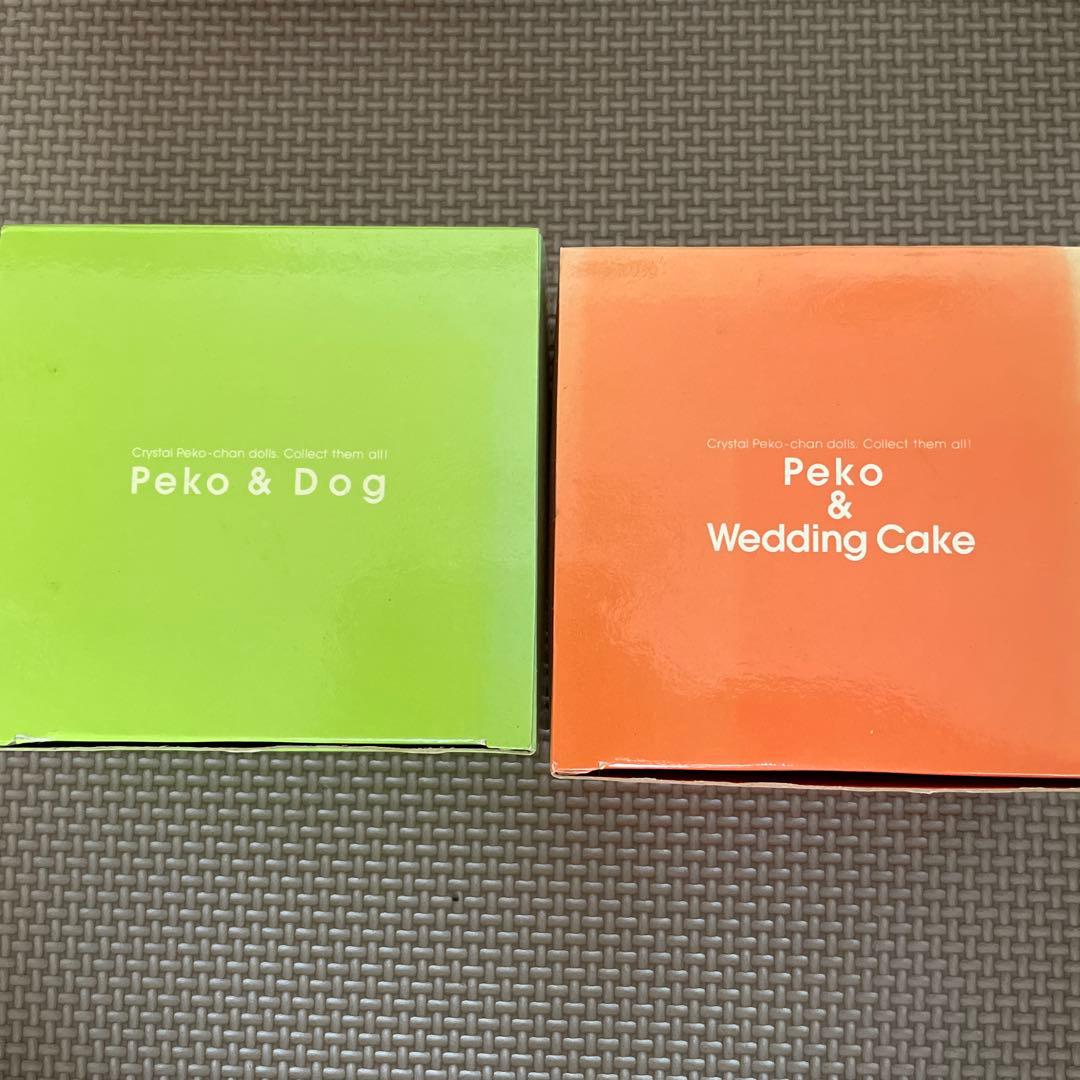 Crystal Peko-chan dolls. Collect them all!
Peko & Dog
Crystal Peko-chan dolls. Collect them all!
Peko
&
Wedding Cake